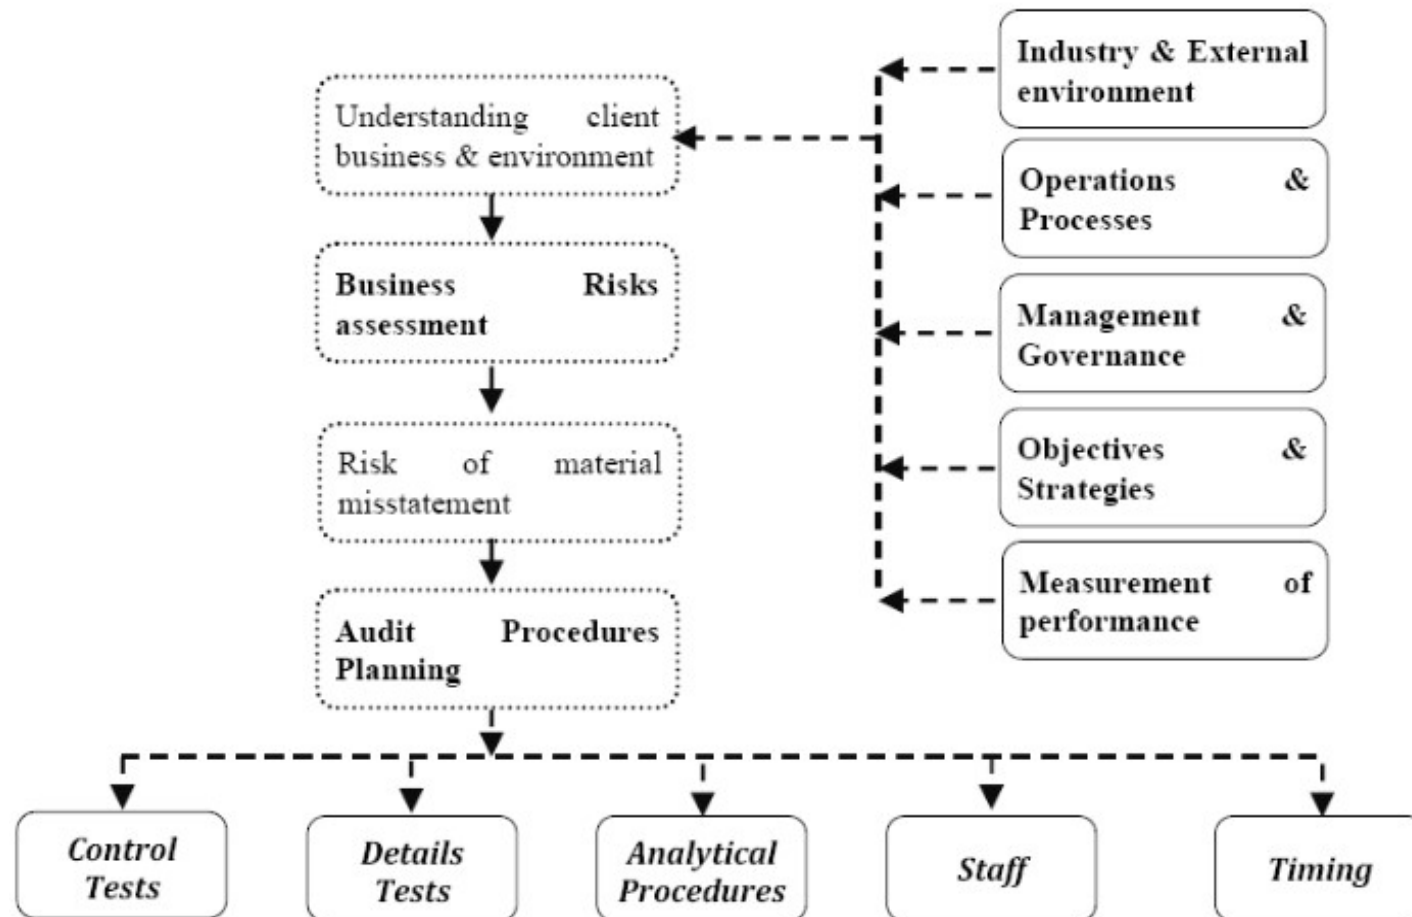 Understanding client
business & environment
Business Risks
assessment
Risk of material
misstatement
Audit Procedures
Planning
Industry & External
environment
Operations &
Processes
Management &
Governance
Objectives &
Strategies
Measurement of
performance
Control
Tests
Details
Tests
Analytical
Procedures
Staff
Timing